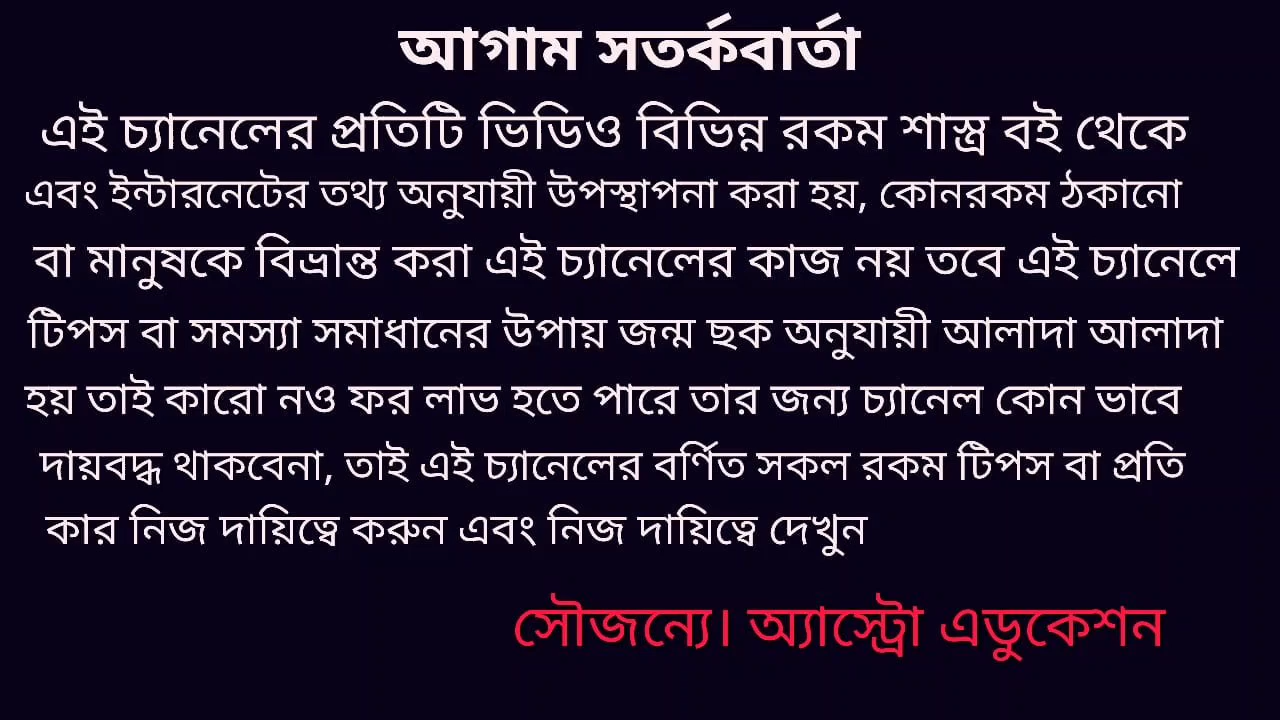 আগাম সতর্কবার্তা
এই চ্যানেলের প্রতিটি ভিডিও বিভিন্ন রকম শাস্ত্র বই থেকে
এবং ইন্টারনেটের তথ্য অনুযায়ী উপস্থাপনা করা হয়, কোনরকম ঠকানো
বা মানুষকে বিভ্রান্ত করা এই চ্যানেলের কাজ নয় তবে এই চ্যানেলে
টিপস বা সমস্যা সমাধানের উপায় জন্ম ছক অনুযায়ী আলাদা আলাদা
হয় তাই কারো নও ফর লাভ হতে পারে তার জন্য চ্যানেল কোন ভাবে
দায়বদ্ধ থাকবেনা, তাই এই চ্যানেলের বর্ণিত সকল রকম টিপস বা প্রতি
কার নিজ দায়িত্বে করুন এবং নিজ দায়িত্বে দেখুন
সৌজন্যে। অ্যাস্ট্রো এডুকেশন